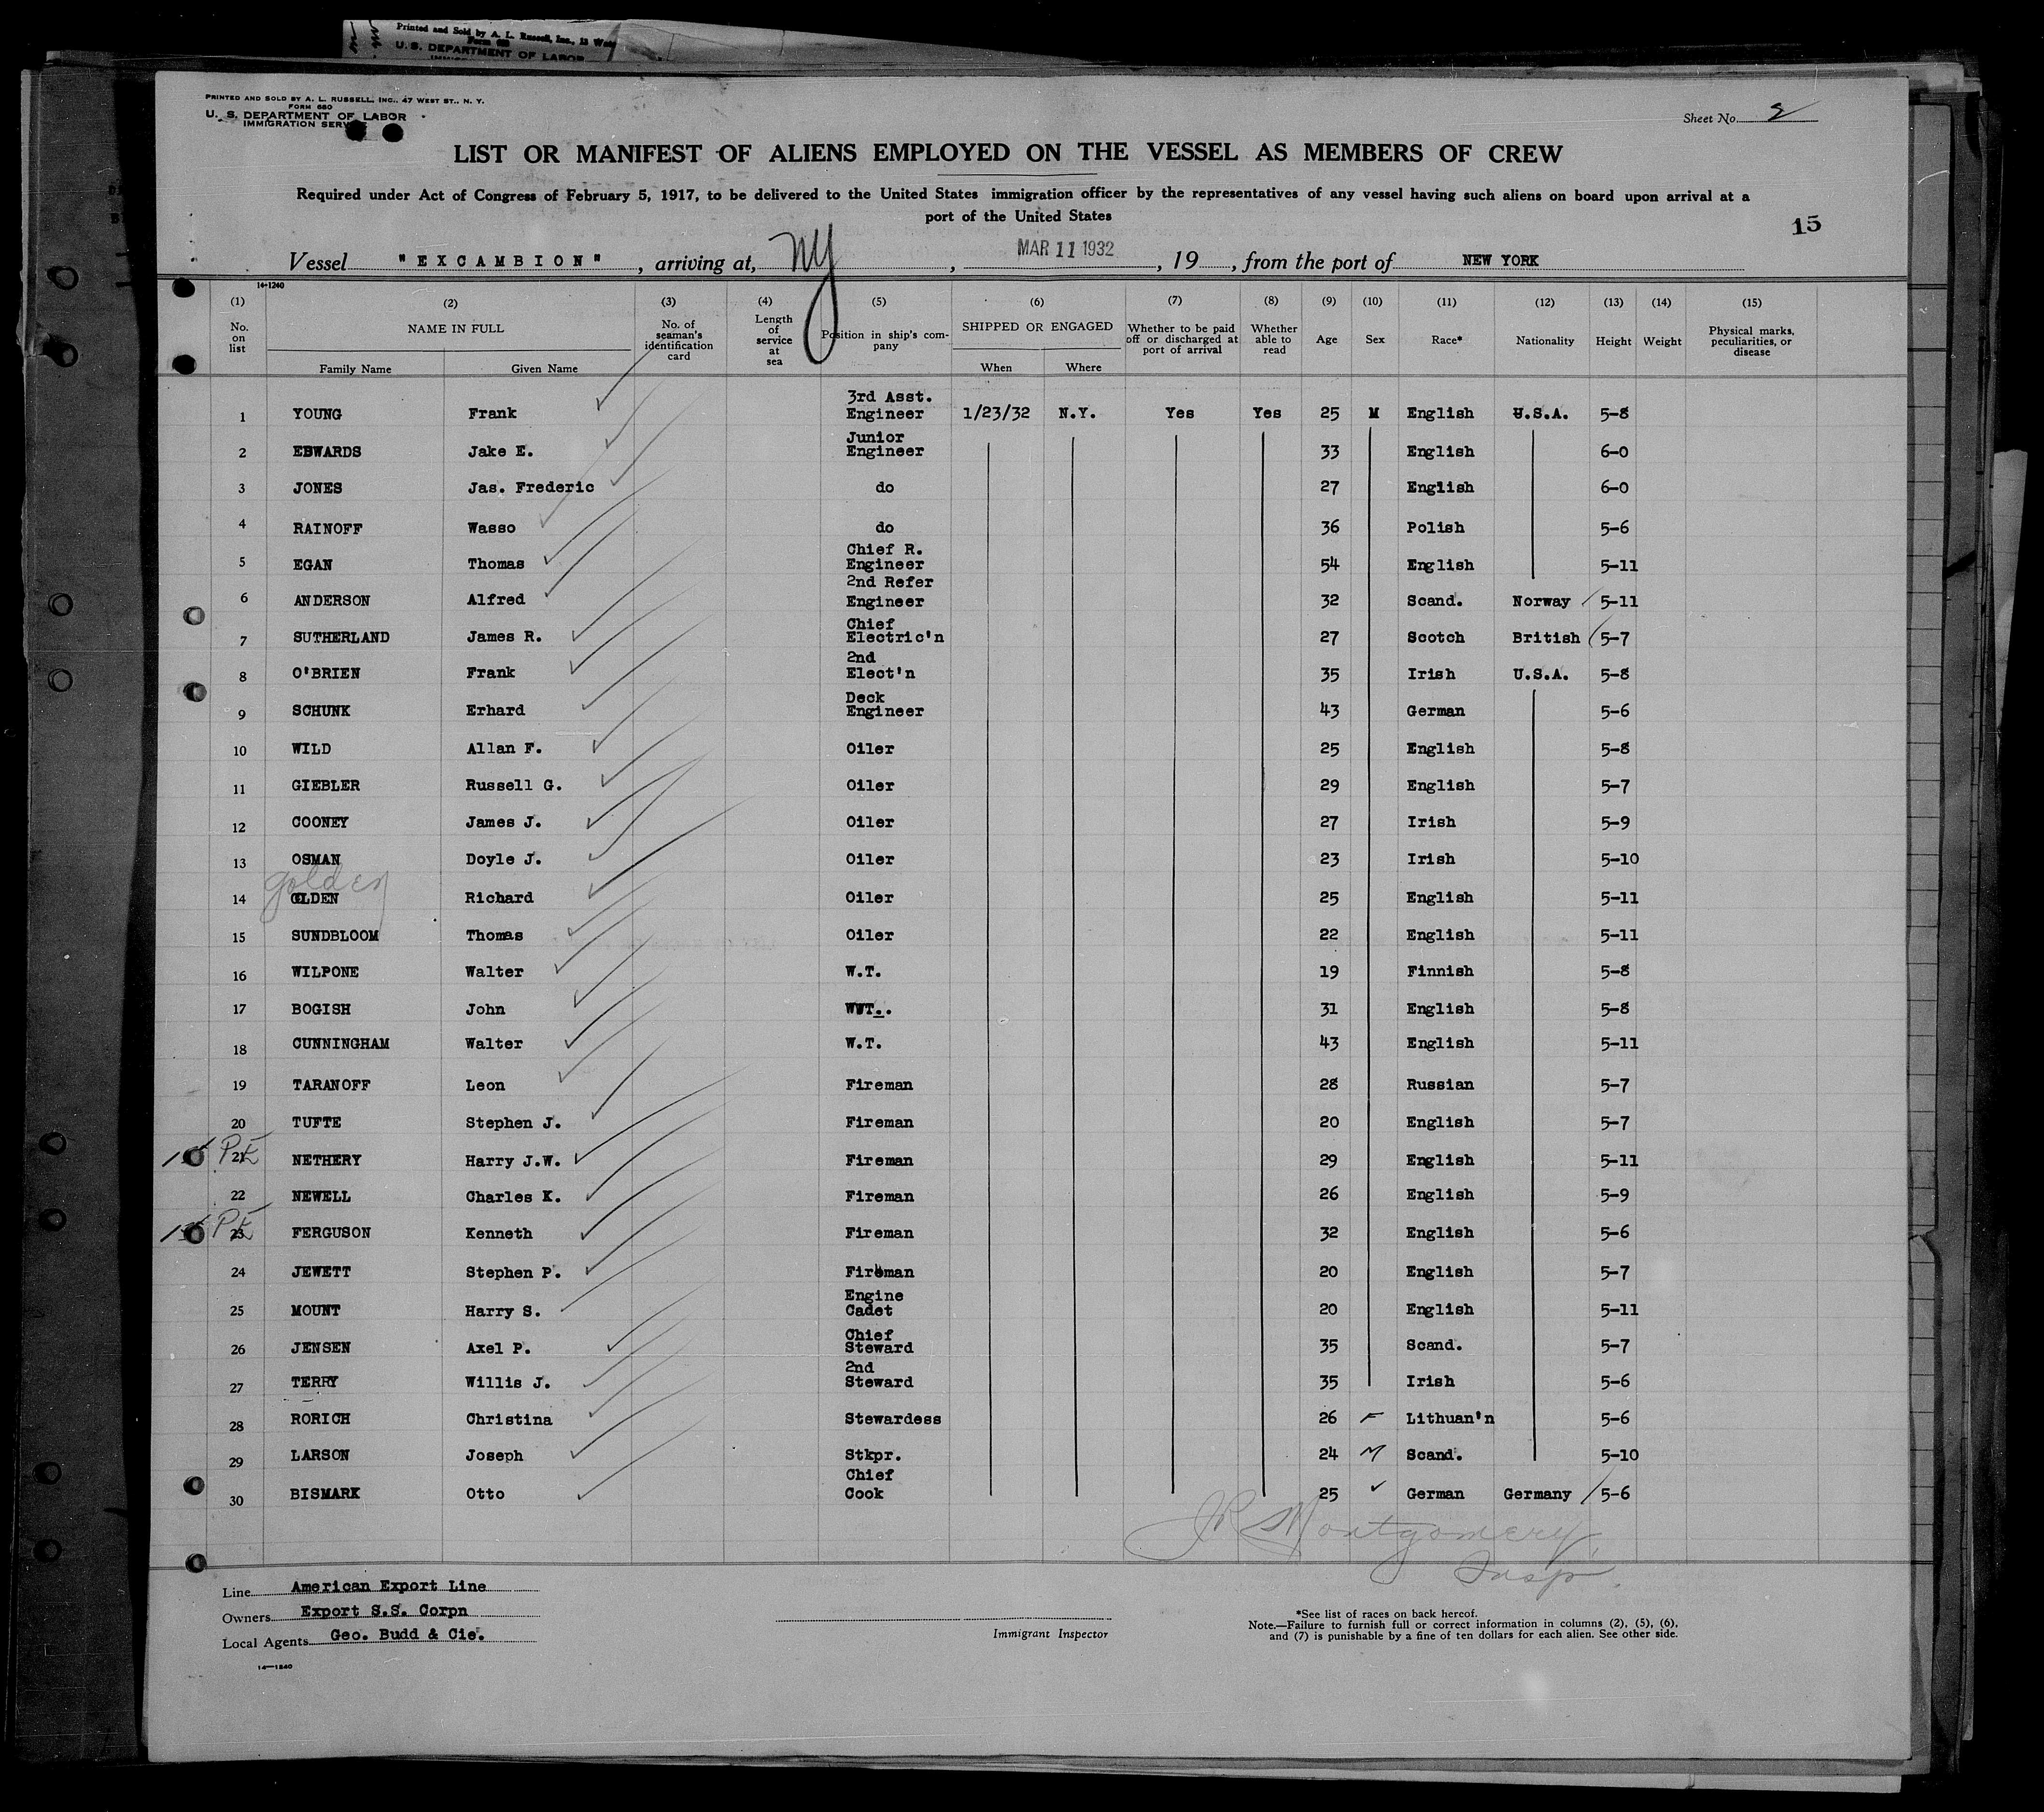 Printed and Sold by A. L. Russell, Inc., 13 West
Form 680
U. S. DEPARTMENT OF LABOR
PRINTED AND SOLD BY A. L. RUSSELL, INC., 47 WEST ST., N. Y.
FORM 680
U. S. DEPARTMENT OF LABOR
IMMIGRATION SERV
Sheet No. 2
LIST OR MANIFEST OF ALIENS EMPLOYED ON THE VESSEL AS MEMBERS OF CREW
Required under Act of Congress of February 5, 1917, to be delivered to the United States immigration officer by the representatives of any vessel having such aliens on board upon arrival at a
port of the United States
15
Vessel "EXCAMBION", arriving at, NY, MAR 11 1932, 19, from the port of NEW YORK
14-1240
(1) (2) (3) (4) (5) (6) (7) (8) (9) (10) (11) (12) (13) (14) (15)
No. on list NAME IN FULL No. of seaman's identification card Length of service at sea Position in ship's company SHIPPED OR ENGAGED Whether to be paid off or discharged at port of arrival Whether able to read Age Sex Race* Nationality Height Weight Physical marks, peculiarities, or disease
Family Name Given Name When Where
1 YOUNG Frank 3rd Asst. Engineer 1/23/32 N.Y. Yes Yes 25 M English U.S.A. 5-8
2 EBWARDS Jake E. Junior Engineer 33 English 6-0
3 JONES Jas. Frederic do 27 English 6-0
4 RAINOFF Wasso do 36 Polish 5-6
5 EGAN Thomas Chief R. Engineer 54 English 5-11
6 ANDERSON Alfred 2nd Refer Engineer 32 Scand. Norway 5-11
7 SUTHERLAND James R. Chief Electric'n 27 Scotch British 5-7
8 O'BRIEN Frank 2nd Elect'n 35 Irish U.S.A. 5-8
9 SCHUNK Erhard Deck Engineer 43 German 5-6
10 WILD Allan F. Oiler 25 English 5-8
11 GIEBLER Russell G. Oiler 29 English 5-7
12 COONEY James J. Oiler 27 Irish 5-9
13 OSMAN Doyle J. Oiler 23 Irish 5-10
golden
14 OLDEN Richard Oiler 25 English 5-11
15 SUNDBLOOM Thomas Oiler 22 English 5-11
16 WILPONE Walter W.T. 19 Finnish 5-8
17 BOGISH John WWT.. 31 English 5-8
18 CUNNINGHAM Walter W.T. 43 English 5-11
19 TARANOFF Leon Fireman 28 Russian 5-7
20 TUFTE Stephen J. Fireman 20 English 5-7
21 NETHERY Harry J.W. Fireman 29 English 5-11
22 NEWELL Charles K. Fireman 26 English 5-9
23 FERGUSON Kenneth Fireman 32 English 5-6
24 JEWETT Stephen P. Fireman 20 English 5-7
25 MOUNT Harry S. Engine Cadet 20 English 5-11
26 JENSEN Axel P. Chief Steward 35 Scand. 5-7
27 TERRY Willis J. 2nd Steward 35 Irish 5-6
28 RORICH Christina Stewardess 26 F Lithuan'n 5-6
29 LARSON Joseph Stkpr. 24 M Scand. 5-10
30 BISMARK Otto Chief Cook 25 German Germany 5-6
JR Montgomery,
Insp.
Line American Export Line
Owners Export S.S. Corpn
Local Agents Geo. Budd & Cie.
Immigrant Inspector
*See list of races on back hereof.
Note.—Failure to furnish full or correct information in columns (2), (5), (6),
and (7) is punishable by a fine of ten dollars for each alien. See other side.
14—1240